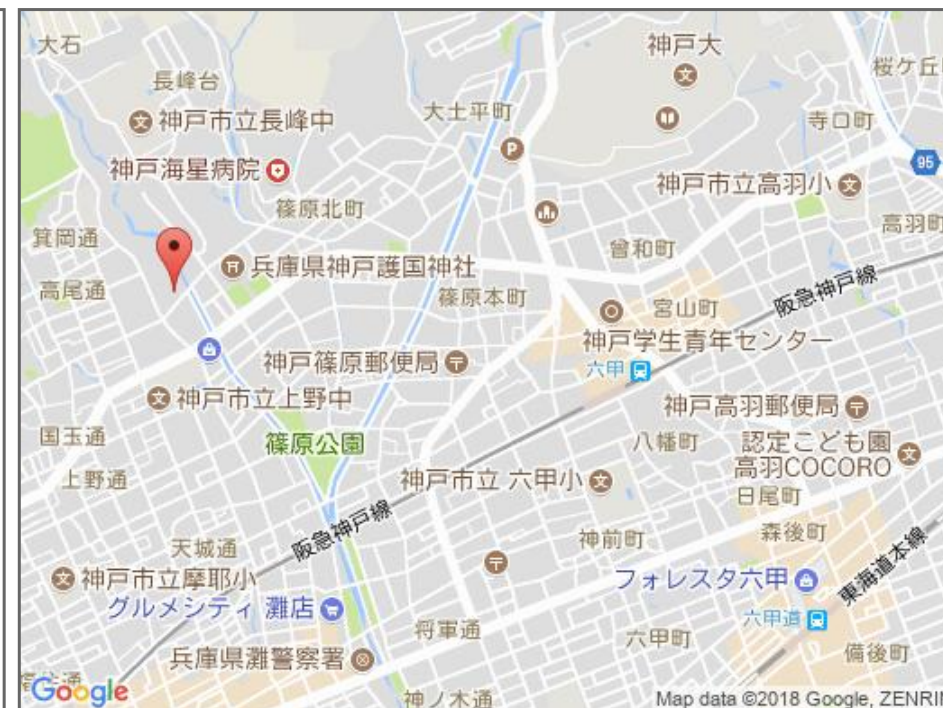 大石
神戸大
桜ケ丘
長峰台
大土平町
神戸市立長峰中
寺口町
95
神戸海星病院
P
神戸市立高羽小
篠原北町
高羽町
箕岡通
曾和町
兵庫県神戸護国神社
高尾通
篠原本町
宮山町
阪急神戸線
神戸学生青年センター
神戸篠原郵便局
六甲
神戸市立上野中
神戸高羽郵便局
国玉通
篠原公園
八幡町
認定こども園
高羽COCORO
上野通
神戸市立 六甲小
日尾町
阪急神戸線
森後町
天城通
神前町
東海道本線
神戸市立摩耶小
フォレスタ六甲
グルメシティ 灘店
六甲道
将軍通
六甲町
備後町
兵庫県灘警察署
Google
神ノ木通
Map data ©2018 Google, ZENRIN